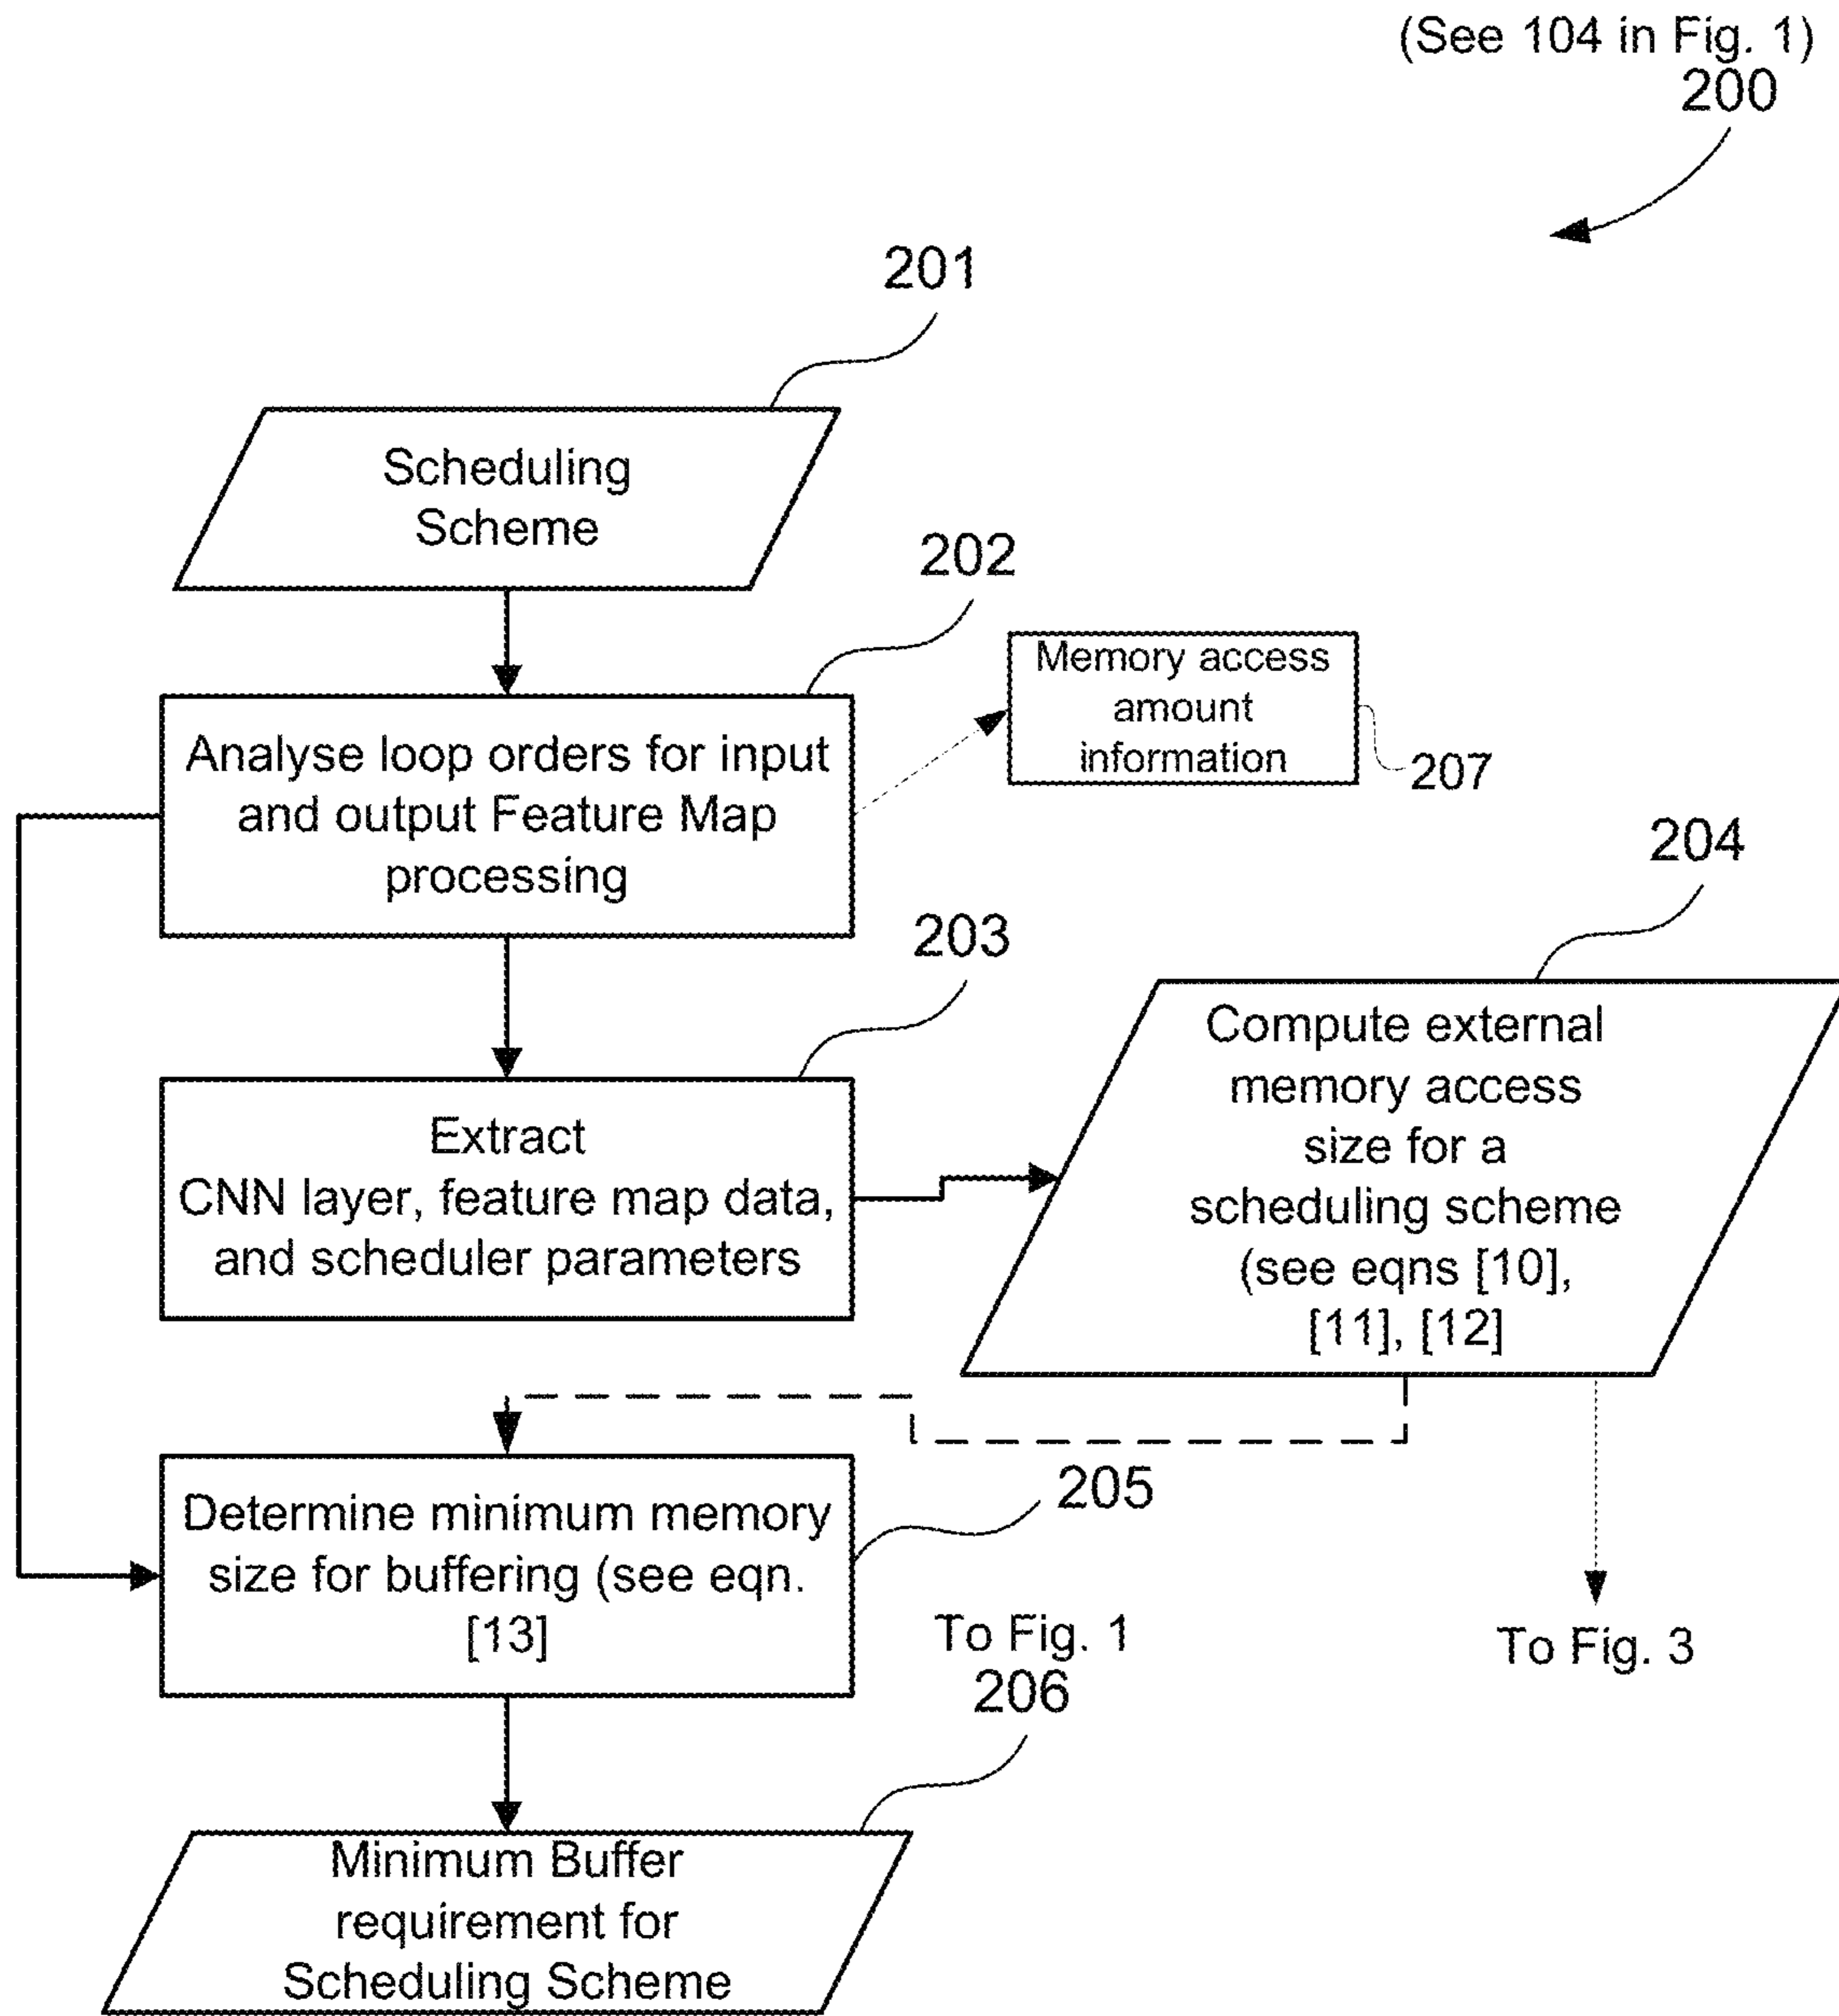 (See 104 in Fig. 1)
200
201
Scheduling
Scheme
202
Memory access
amount
information
207
Analyse loop orders for input
and output Feature Map
processing
203
204
Extract
CNN layer, feature map data,
and scheduler parameters
Compute external
memory access
size for a
scheduling scheme
(see eqns [10],
[11], [12]
205
Determine minimum memory
size for buffering (see eqn.
[13]
To Fig. 1
206
To Fig. 3
Minimum Buffer
requirement for
Scheduling Scheme